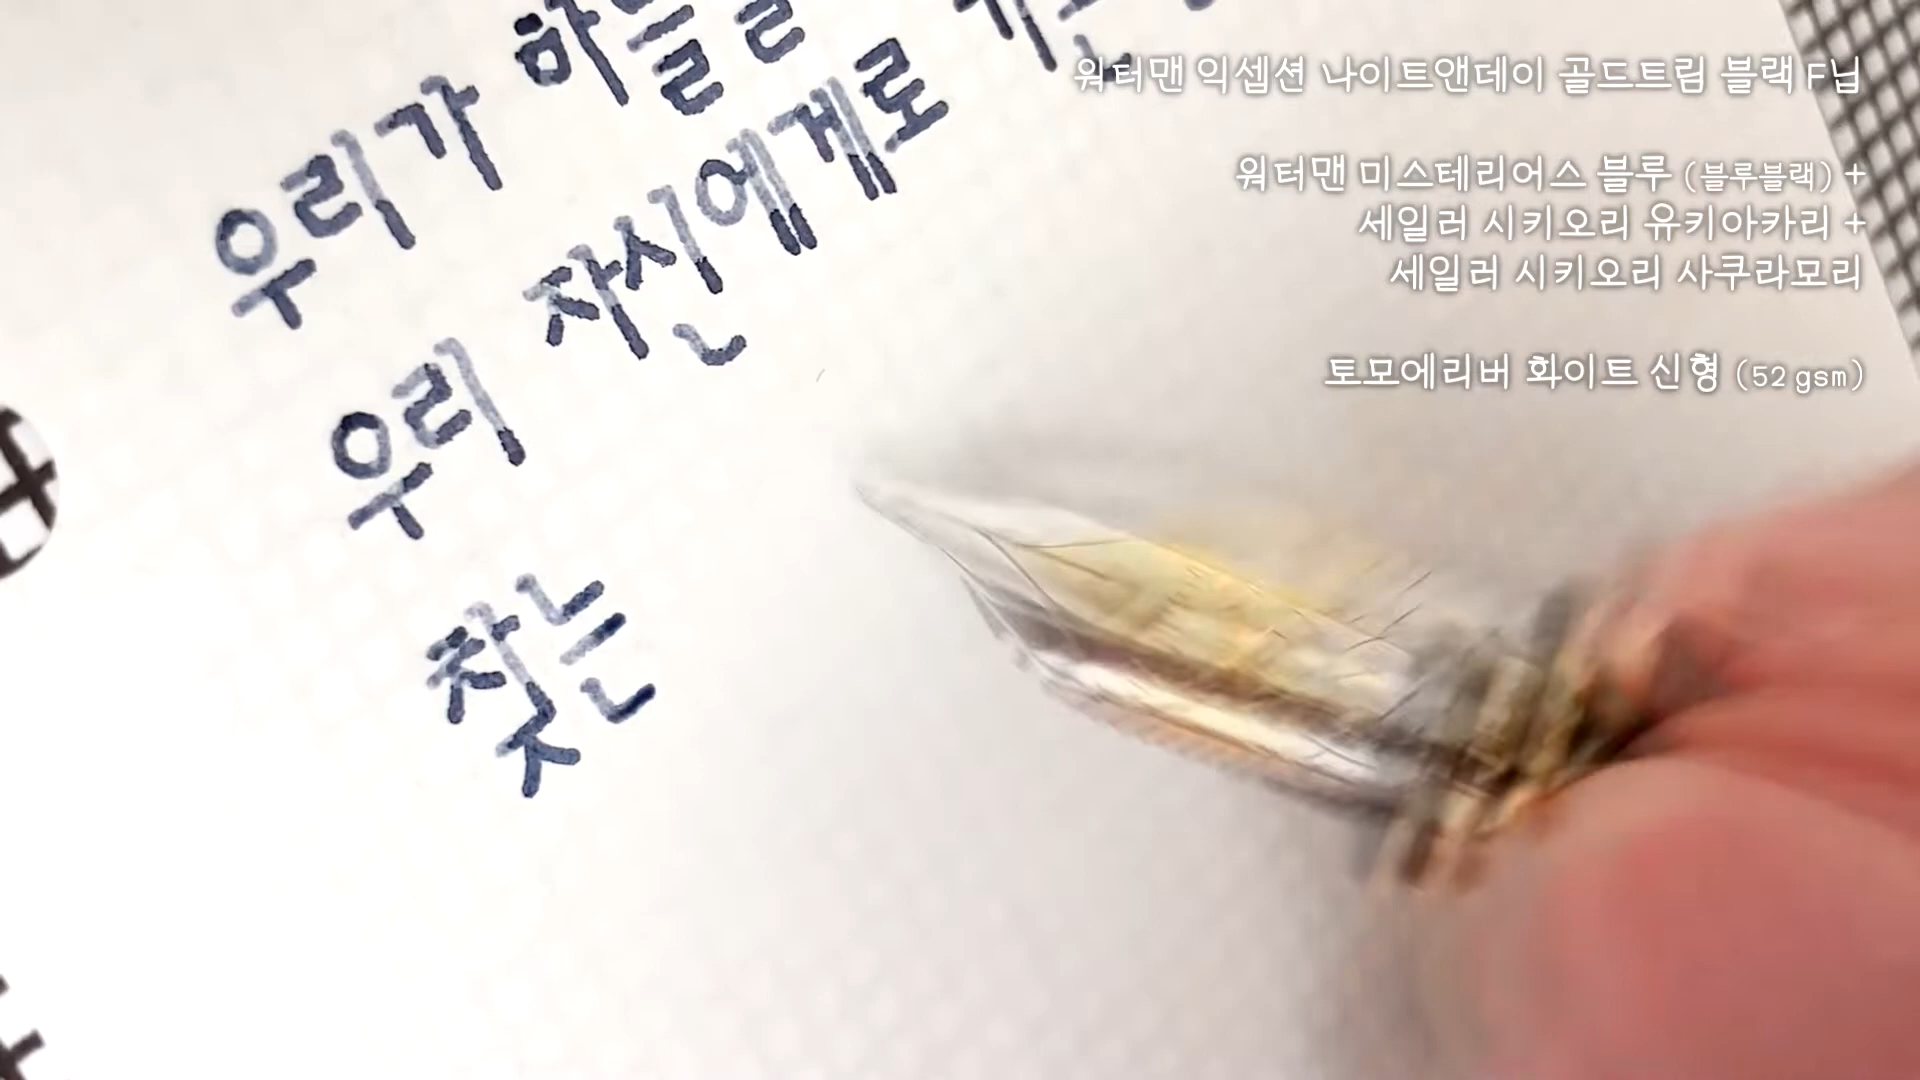 워터맨 익셉션 나이트앤데이 골드트림 블랙 F닙
워터맨 미스테리어스 블루 (블루블랙) +
세일러 시키오리 유키아카리 +
세일러 시키오리 사쿠라모리
토모에리버 화이트 신형 (52 gsm)
우리가
우리 자신에게로
찾는